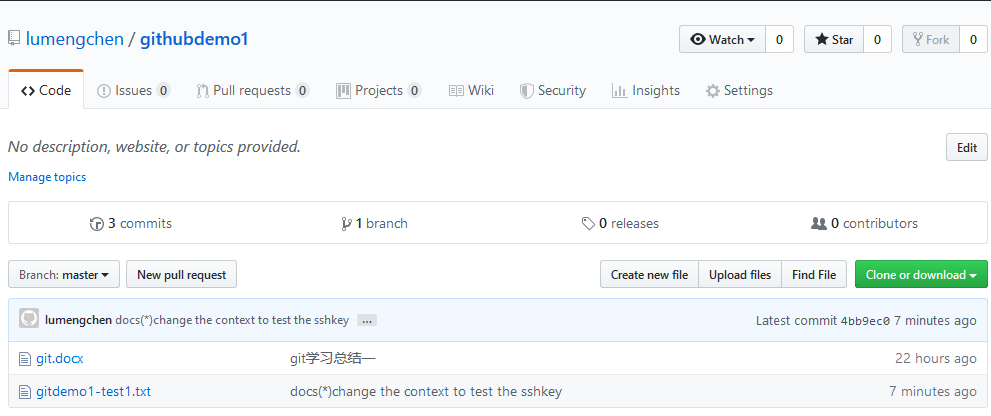 lumengchen / githubdemo1
Watch 0 Star 0 Fork 0
Code Issues 0 Pull requests 0 Projects 0 Wiki Security Insights Settings
No description, website, or topics provided.
Edit
Manage topics
3 commits 1 branch 0 releases 0 contributors
Branch: master New pull request Create new file Upload files Find File Clone or download
lumengchen docs(*)change the context to test the sshkey ... Latest commit 4bb9ec0 7 minutes ago
git.docx git学习总结一 22 hours ago
gitdemo1-test1.txt docs(*)change the context to test the sshkey 7 minutes ago